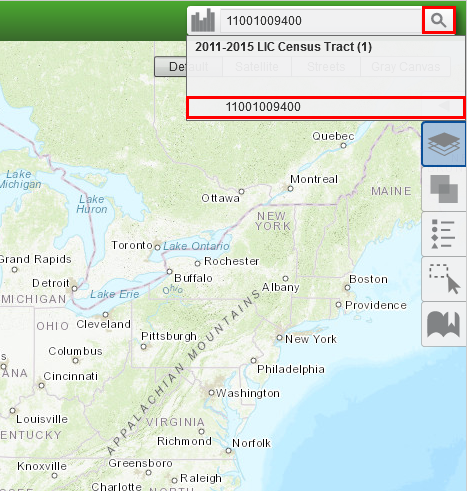 11001009400
2011-2015 LIC Census Tract (1)
Default Satellite Streets Gray Canvas
11001009400
Quebec
Lake
Michigan
Lake
Huron
Montreal
MAINE
Ottawa
NEW
YORK
Toronto
Lake Ontario
Grand Rapids
Rochester
Buffalo
Detroit
Albany
Boston
Lake Erie
MICHIGAN
Providence
OHIO
Cleveland
New York
Pittsburgh
Columbus
Philadelphia
ANA
Cincinnati
APPALACHIAN MOUNTAINS
Washington
Louisville
VIRGINIA
ENTUCKY
Richmond
Norfolk
Knoxville
Greensboro
Raleigh
Charlotte